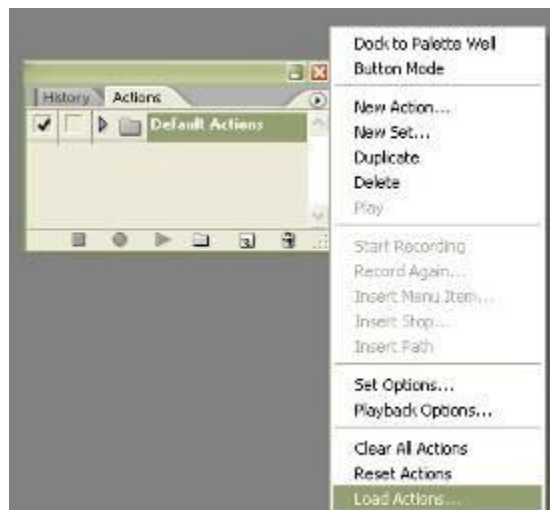 History
Actions
Default Actions
Dock to Palette Well
Button Mode
New Action...
New Set...
Duplicate
Delete
Play
Start Recording
Record Again...
Insert Menu Item...
Insert Stop...
Insert Path
Set Options...
Playback Options...
Clear All Actions
Reset Actions
Load Actions...